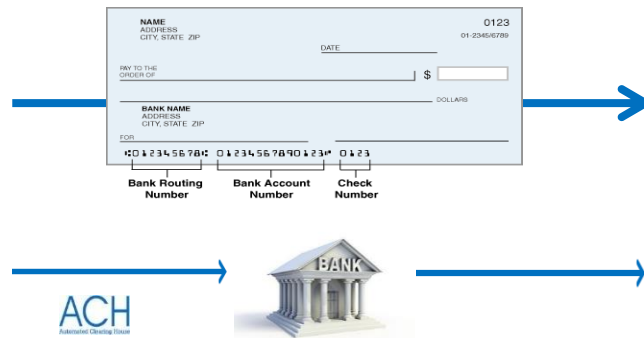 NAME
ADDRESS
CITY, STATE ZIP
0123
01-2345/6789
DATE
PAY TO THE
ORDER OF
$
DOLLARS
BANK NAME
ADDRESS
CITY, STATE ZIP
FOR
⑆012345678⑆ 01234567890123⑈ 0123
Bank Routing
Number
Bank Account
Number
Check
Number
BANK
ACH
Automated Clearing House